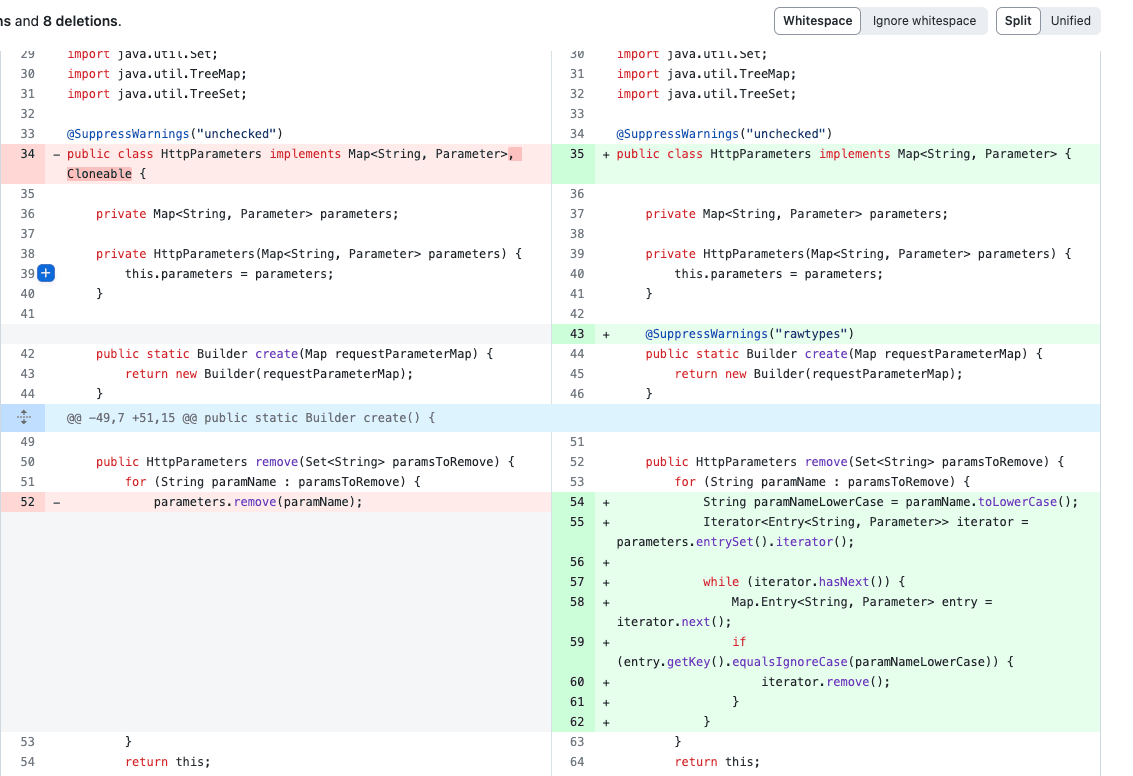 ns and 8 deletions.
Whitespace Ignore whitespace Split Unified
29 import java.util.Set;
30 import java.util.TreeMap;
31 import java.util.TreeSet;
32
33 @SuppressWarnings("unchecked")
34 - public class HttpParameters implements Map<String, Parameter>,
Cloneable {
35
36 private Map<String, Parameter> parameters;
37
38 private HttpParameters(Map<String, Parameter> parameters) {
39 + this.parameters = parameters;
40 }
41
42 public static Builder create(Map requestParameterMap) {
43 return new Builder(requestParameterMap);
44 }
@@ -49,7 +51,15 @@ public static Builder create() {
49
50 public HttpParameters remove(Set<String> paramsToRemove) {
51 for (String paramName : paramsToRemove) {
52 - parameters.remove(paramName);
53 }
54 return this;
30 import java.util.Set;
31 import java.util.TreeMap;
32 import java.util.TreeSet;
33
34 @SuppressWarnings("unchecked")
35 + public class HttpParameters implements Map<String, Parameter> {
36
37 private Map<String, Parameter> parameters;
38
39 private HttpParameters(Map<String, Parameter> parameters) {
40 this.parameters = parameters;
41 }
42
43 + @SuppressWarnings("rawtypes")
44 public static Builder create(Map requestParameterMap) {
45 return new Builder(requestParameterMap);
46 }
51
52 public HttpParameters remove(Set<String> paramsToRemove) {
53 for (String paramName : paramsToRemove) {
54 + String paramNameLowerCase = paramName.toLowerCase();
55 + Iterator<Entry<String, Parameter>> iterator =
parameters.entrySet().iterator();
56 +
57 + while (iterator.hasNext()) {
58 + Map.Entry<String, Parameter> entry =
iterator.next();
59 + if
(entry.getKey().equalsIgnoreCase(paramNameLowerCase)) {
60 + iterator.remove();
61 + }
62 + }
63 }
64 return this;